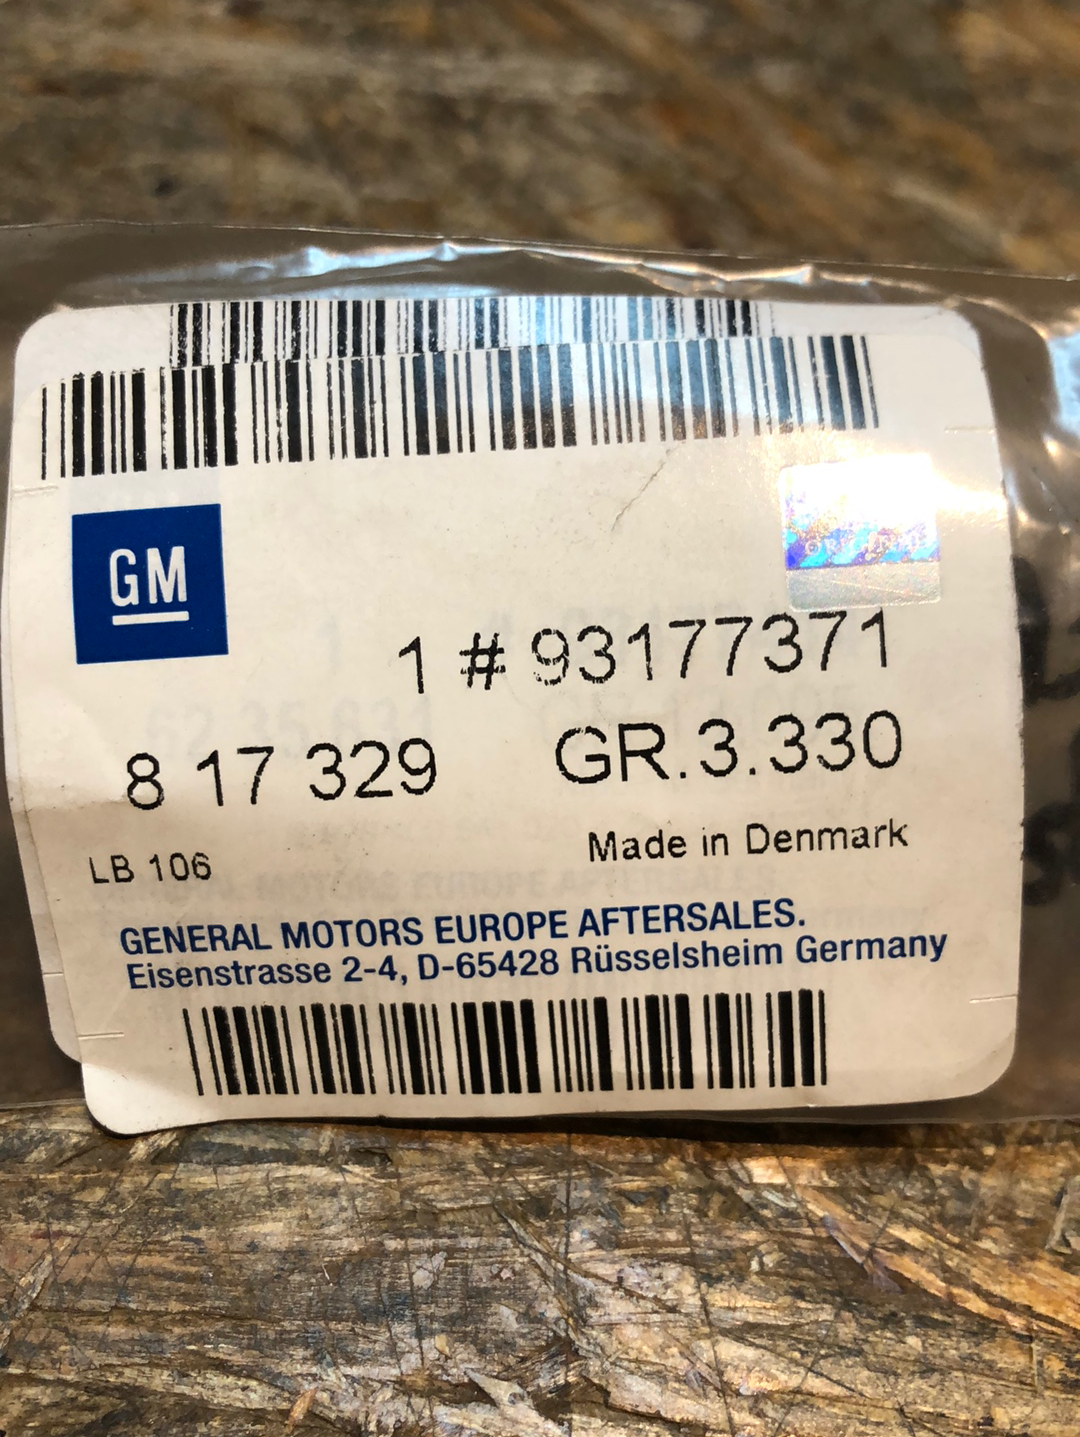 GM
ORIGINAL
1 # 93177371
8 17 329 GR.3.330
LB 106 Made in Denmark
GENERAL MOTORS EUROPE AFTERSALES.
Eisenstrasse 2-4, D-65428 Rüsselsheim Germany